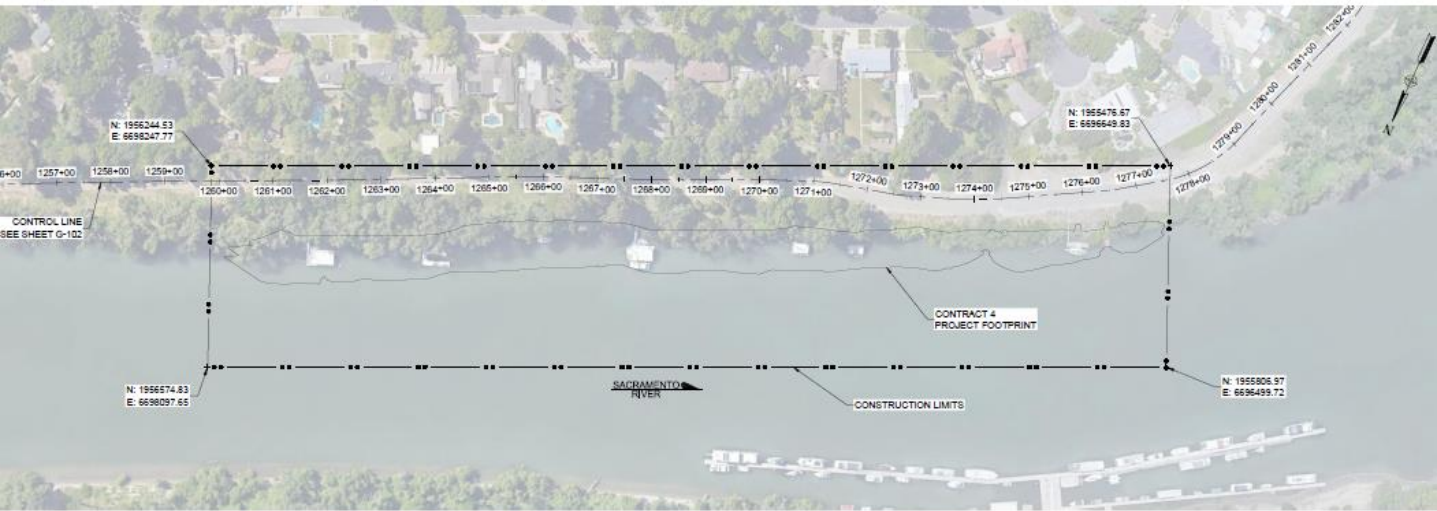 N: 1956244.53
E: 6698247.77
N: 1955476.67
E: 6696649.83
6+00
1257+00
1258+00
1259+00
1260+00
1261+00
1262+00
1263+00
1264+00
1265+00
1266+00
1267+00
1268+00
1269+00
1270+00
1271+00
1272+00
1273+00
1274+00
1275+00
1276+00
1277+00
1278+00
1279+00
1280+00
1281+00
1282+00
N
CONTROL LINE
SEE SHEET G-102
CONTRACT 4
PROJECT FOOTPRINT
N: 1956574.83
E: 6698097.65
SACRAMENTO
RIVER
CONSTRUCTION LIMITS
N: 1955806.97
E: 6696499.72